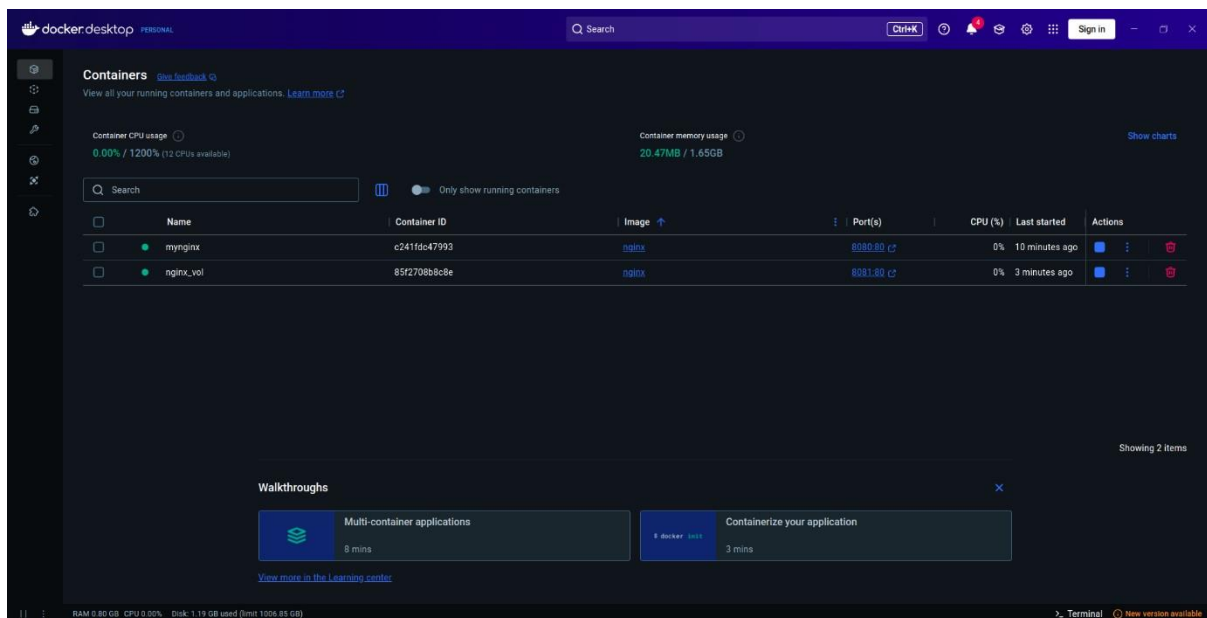 docker.desktop PERSONAL Search Ctrl+K 4 Sign in
Containers Give feedback
View all your running containers and applications. Learn more
Container CPU usage Container memory usage Show charts
0.00% / 1200% (12 CPUs available) 20.47MB / 1.65GB
Search Only show running containers
Name Container ID Image Port(s) CPU (%) Last started Actions
mynginx c241fdc47993 nginx 8080:80 0% 10 minutes ago
nginx_vol 85f2708b8c8e nginx 8081:80 0% 3 minutes ago
Showing 2 items
Walkthroughs
Multi-container applications
8 mins
$ docker init
Containerize your application
3 mins
View more in the Learning center
RAM 0.80 GB CPU 0.00% Disk: 1.19 GB used (limit 1006.85 GB) >_ Terminal New version available